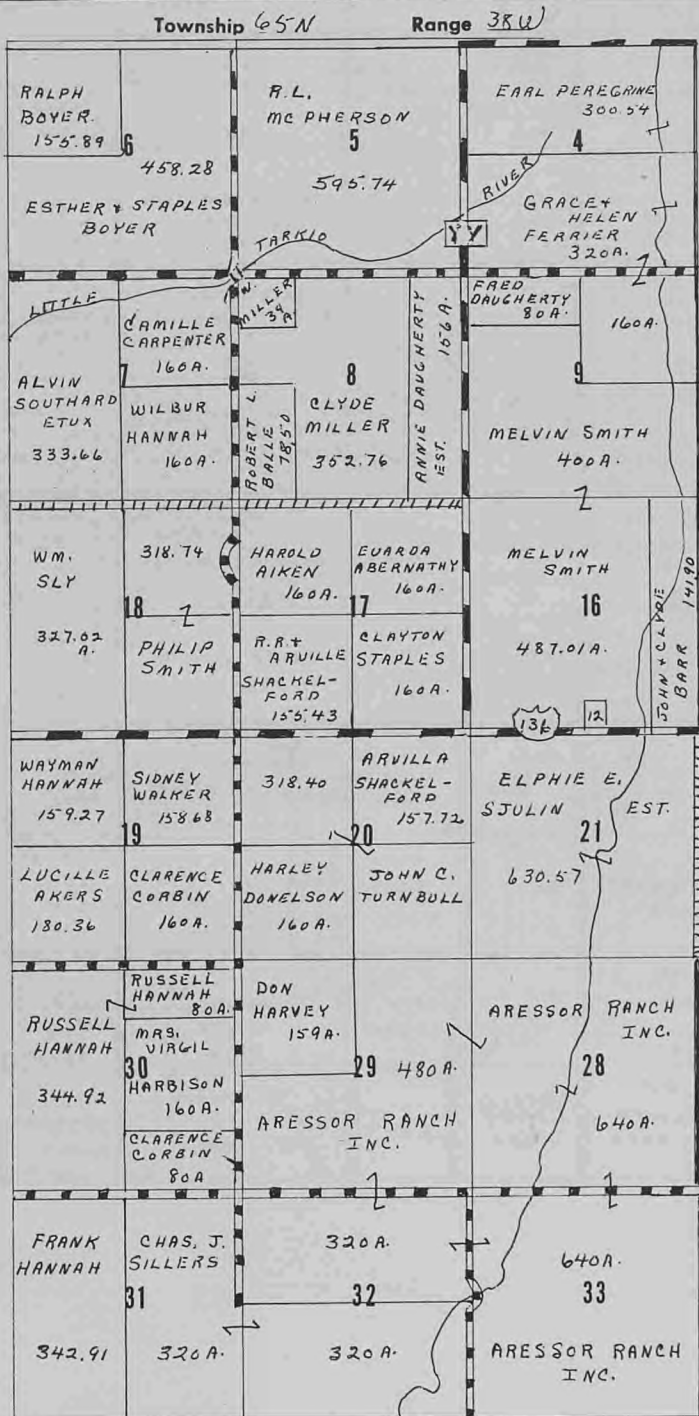 Township 65N Range 38W
RALPH
BOYER.
155.89
6
458.28
ESTHER & STAPLES
BOYER
R.L.
MC PHERSON
5
595.74
EARL PEREGRINE
300.54
4
GRACE &
HELEN
FERRIER
320A.
LITTLE
TARKIO
RIVER
YY
ALVIN
SOUTHARD
ETUX
333.66
CAMILLE
CARPENTER
160A.
7
WILBUR
HANNAH
160A.
W.
MILLER
39
A.
ROBERT L.
BALLE
78.50
8
CLYDE
MILLER
352.76
ANNIE DAUGHERTY
EST.
156A.
FRED
DAUGHERTY
80A.
160A.
9
MELVIN SMITH
400A.
WM.
SLY
327.02
A.
318.74
18
PHILIP
SMITH
HAROLD
AIKEN
160A.
EUARDA
ABERNATHY
160A.
17
R.R. &
ARVILLE
SHACKEL-
FORD
155.43
CLAYTON
STAPLES
160A.
MELVIN
SMITH
16
487.01A.
JOHN & CLYDE
BARR 141.90
136
12
WAYMAN
HANNAH
159.27
SIDNEY
WALKER
158.68
19
LUCILLE
AKERS
180.36
CLARENCE
CORBIN
160A.
318.40
ARVILLA
SHACKEL-
FORD
157.72
20
HARLEY
DONELSON
160A.
JOHN C.
TURNBULL
ELPHIE E.
SJULIN EST.
21
630.57
RUSSELL
HANNAH
344.92
RUSSELL
HANNAH
80A.
MRS.
VIRGIL
30
HARBISON
160A.
CLARENCE
CORBIN
80A
DON
HARVEY
159A.
29 480A.
ARESSOR RANCH
INC.
ARESSOR RANCH
INC.
28
640A.
FRANK
HANNAH
342.91
CHAS. J.
SILLERS
31
320A.
320A.
32
320A.
640A.
33
ARESSOR RANCH
INC.